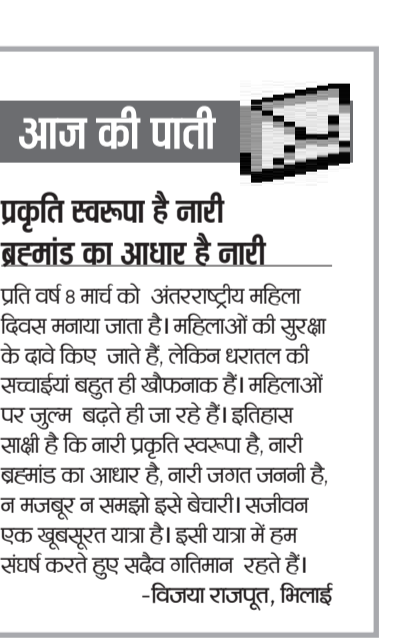 आज की पाती
प्रकृति स्वरूपा है नारी
ब्रह्मांड का आधार है नारी
प्रति वर्ष 8 मार्च को अंतरराष्ट्रीय महिला
दिवस मनाया जाता है। महिलाओं की सुरक्षा
के दावे किए जाते हैं, लेकिन धरातल की
सच्चाईयां बहुत ही खौफनाक हैं। महिलाओं
पर जुल्म बढ़ते ही जा रहे हैं। इतिहास
साक्षी है कि नारी प्रकृति स्वरूपा है, नारी
ब्रह्मांड का आधार है, नारी जगत जननी है,
न मजबूर न समझो इसे बेचारी। सजीवन
एक खूबसूरत यात्रा है। इसी यात्रा में हम
संघर्ष करते हुए सदैव गतिमान रहते हैं।
-विजया राजपूत, भिलाई